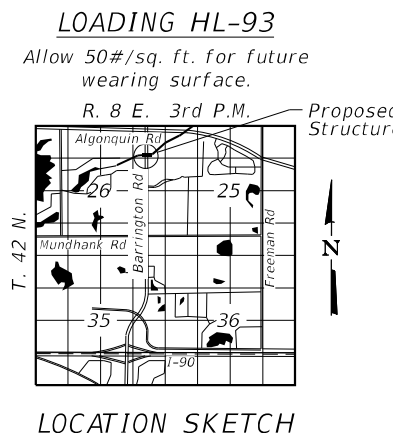 LOADING HL-93
Allow 50#/sq. ft. for future
wearing surface.
R. 8 E. 3rd P.M.
Proposed
Structure
Algonquin Rd
26
25
Barrington Rd
Freeman Rd
T. 42 N.
Mundhank Rd
N
35
36
I-90
LOCATION SKETCH